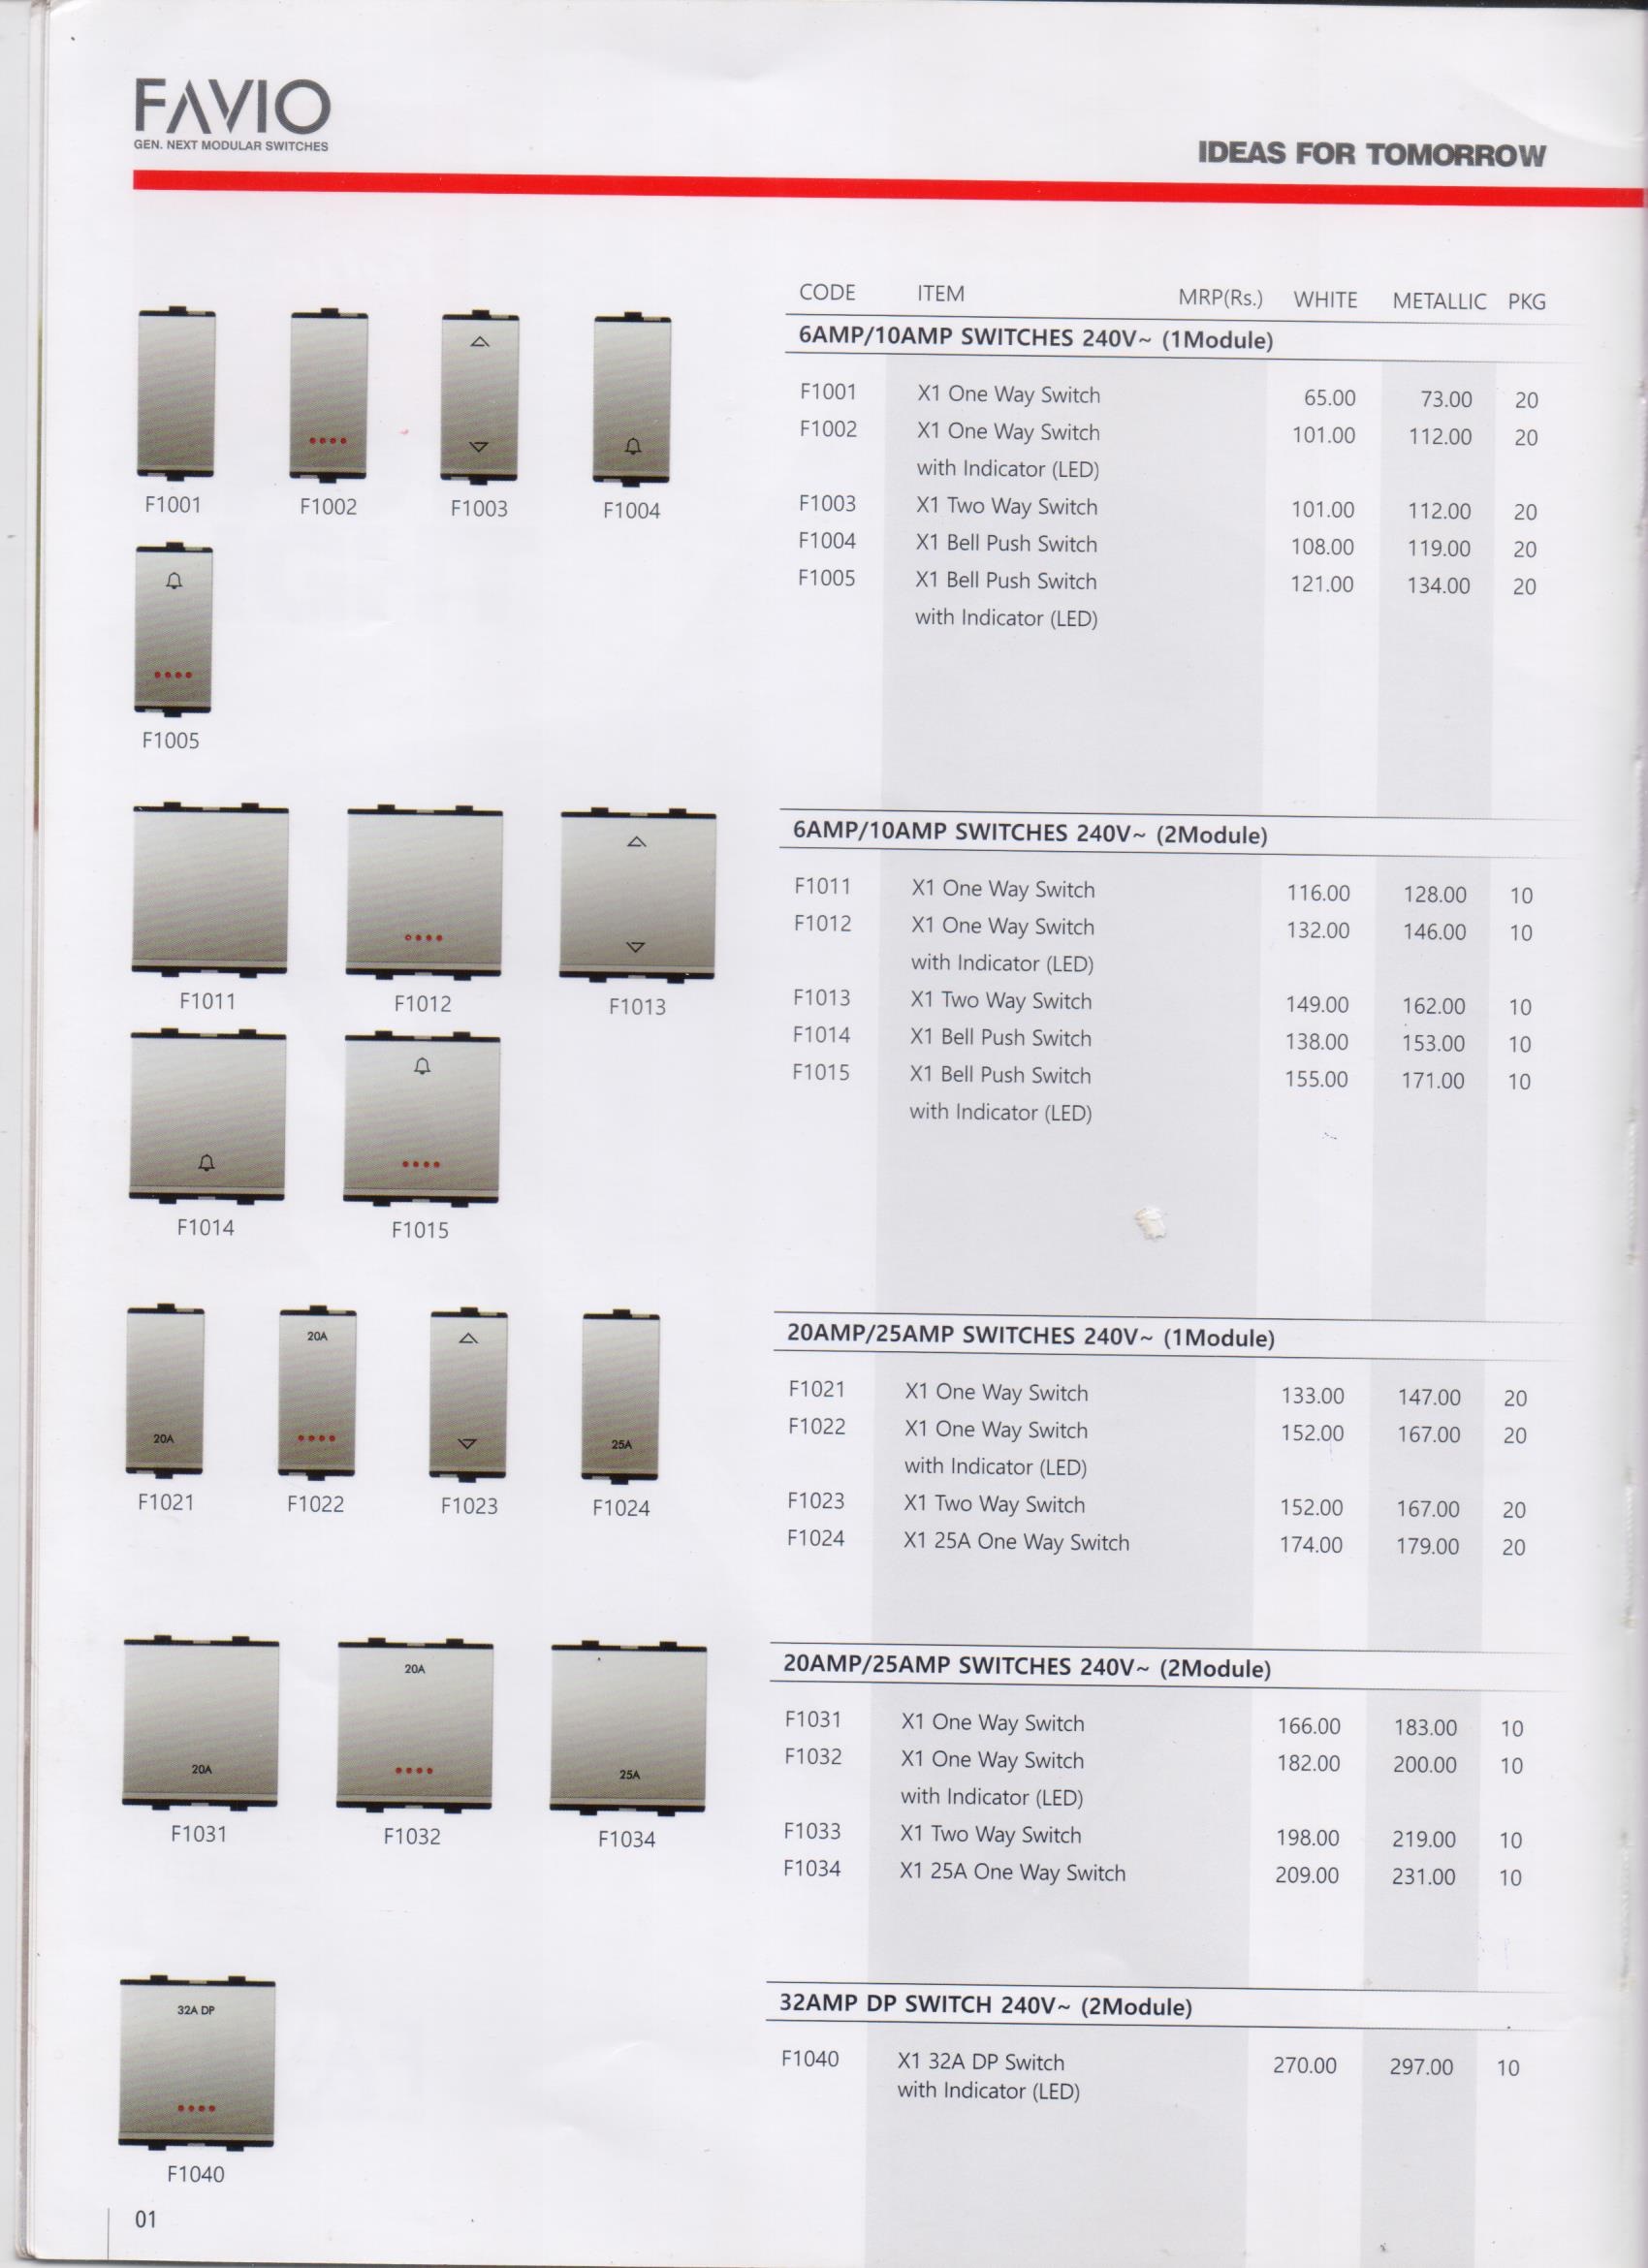 FAVIO
GEN. NEXT MODULAR SWITCHES
IDEAS FOR TOMORROW
CODE ITEM MRP(Rs.) WHITE METALLIC PKG
6AMP/10AMP SWITCHES 240V~ (1Module)
F1001 X1 One Way Switch 65.00 73.00 20
F1002 X1 One Way Switch 101.00 112.00 20
with Indicator (LED)
F1003 X1 Two Way Switch 101.00 112.00 20
F1004 X1 Bell Push Switch 108.00 119.00 20
F1005 X1 Bell Push Switch 121.00 134.00 20
with Indicator (LED)
F1001 F1002 F1003 F1004
F1005
6AMP/10AMP SWITCHES 240V~ (2Module)
F1011 X1 One Way Switch 116.00 128.00 10
F1012 X1 One Way Switch 132.00 146.00 10
with Indicator (LED)
F1013 X1 Two Way Switch 149.00 162.00 10
F1014 X1 Bell Push Switch 138.00 153.00 10
F1015 X1 Bell Push Switch 155.00 171.00 10
with Indicator (LED)
F1011 F1012 F1013
F1014 F1015
20AMP/25AMP SWITCHES 240V~ (1Module)
F1021 X1 One Way Switch 133.00 147.00 20
F1022 X1 One Way Switch 152.00 167.00 20
with Indicator (LED)
F1023 X1 Two Way Switch 152.00 167.00 20
F1024 X1 25A One Way Switch 174.00 179.00 20
20A
20A 25A
F1021 F1022 F1023 F1024
20AMP/25AMP SWITCHES 240V~ (2Module)
F1031 X1 One Way Switch 166.00 183.00 10
F1032 X1 One Way Switch 182.00 200.00 10
with Indicator (LED)
F1033 X1 Two Way Switch 198.00 219.00 10
F1034 X1 25A One Way Switch 209.00 231.00 10
20A
20A 25A
F1031 F1032 F1034
32AMP DP SWITCH 240V~ (2Module)
F1040 X1 32A DP Switch 270.00 297.00 10
with Indicator (LED)
32A DP
F1040
01